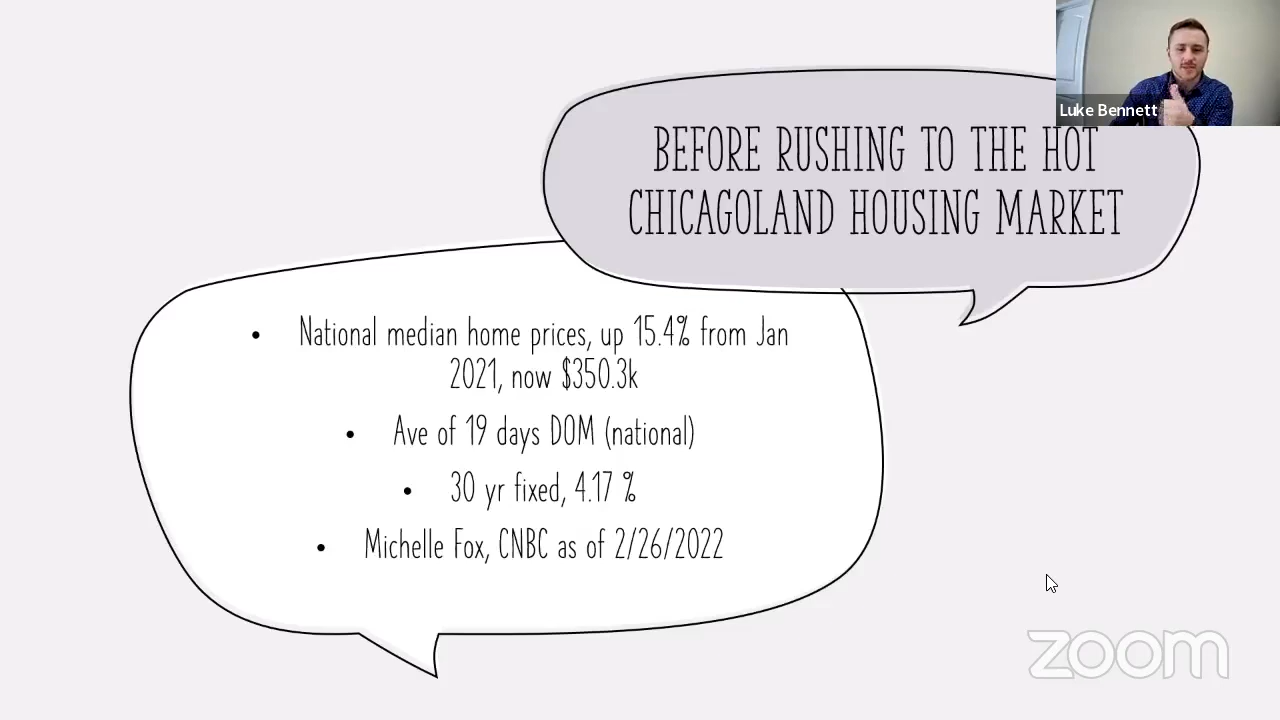 Luke Bennett
BEFORE RUSHING TO THE HOT
CHICAGOLAND HOUSING MARKET
• National median home prices, up 15.4% from Jan
2021, now $350.3k
• Ave of 19 days DOM (national)
• 30 yr fixed, 4.17 %
• Michelle Fox, CNBC as of 2/26/2022
zoom